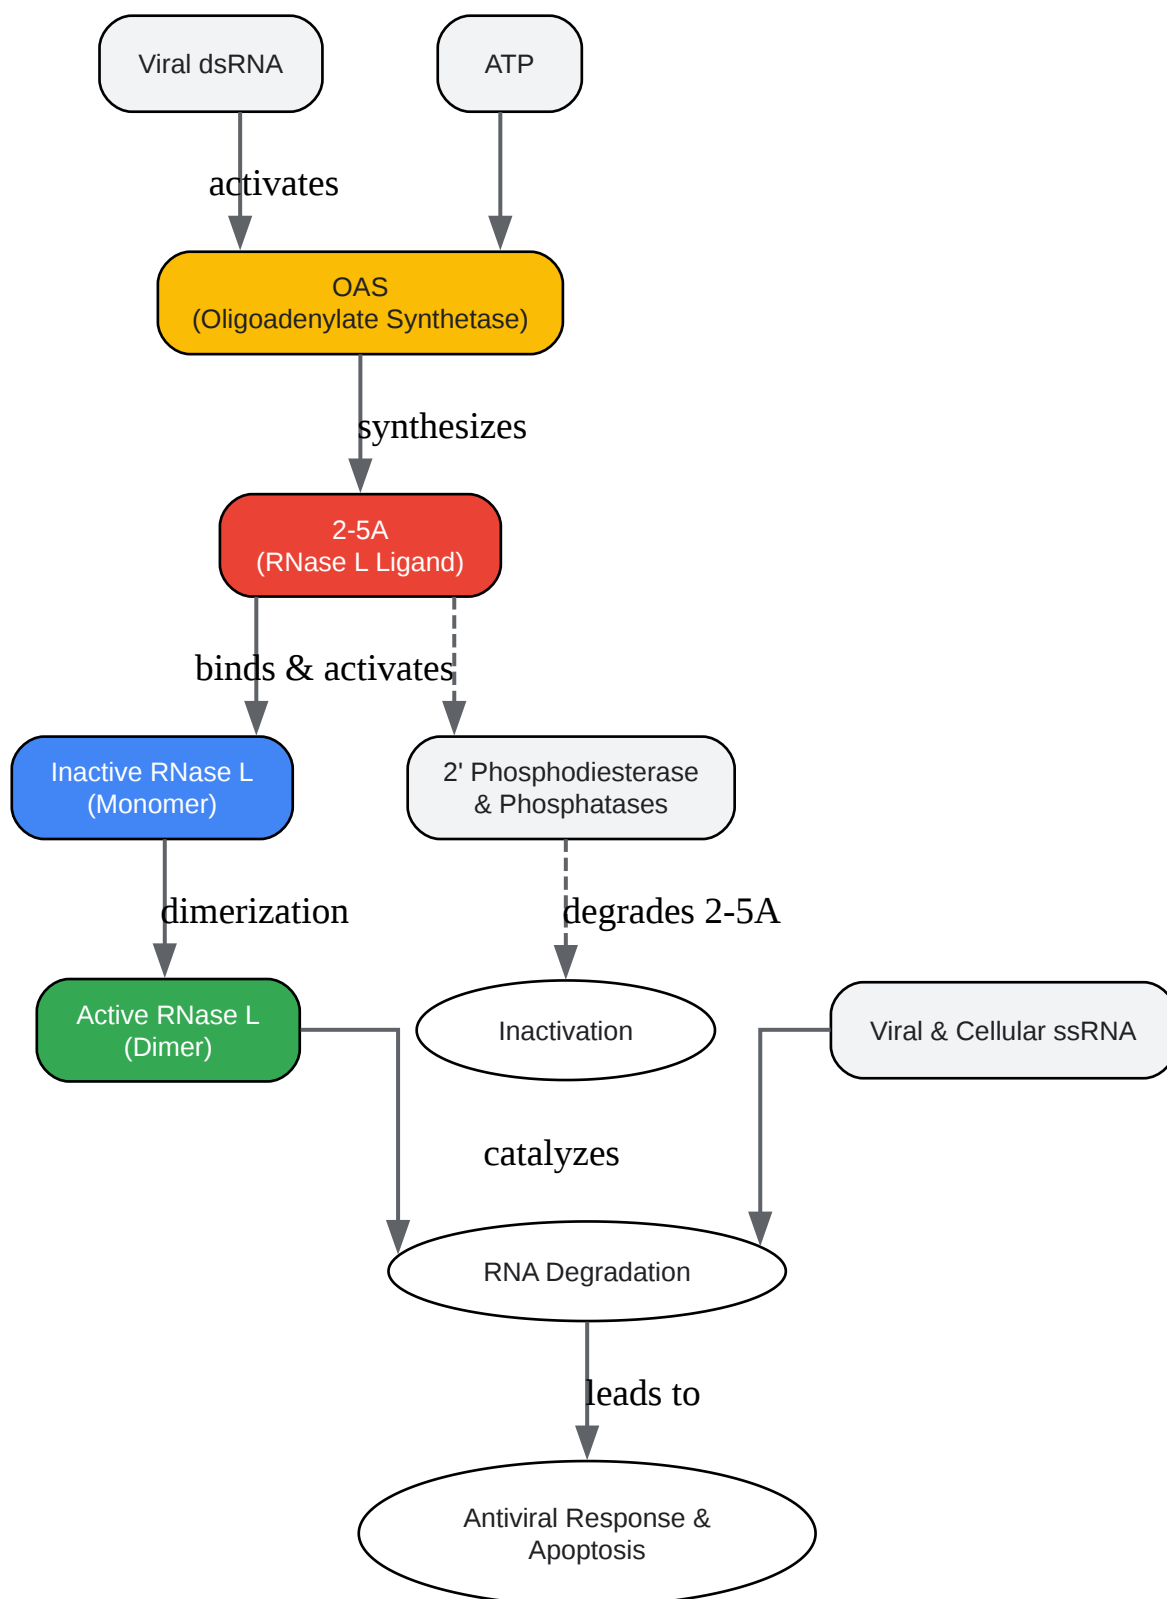 Viral dsRNA
ATP
activates
OAS
(Oligoadenylate Synthetase)
synthesizes
2-5A
(RNase L Ligand)
binds & activates
Inactive RNase L
(Monomer)
2' Phosphodiesterase
& Phosphatases
dimerization
degrades 2-5A
Active RNase L
(Dimer)
Inactivation
Viral & Cellular ssRNA
catalyzes
RNA Degradation
leads to
Antiviral Response &
Apoptosis